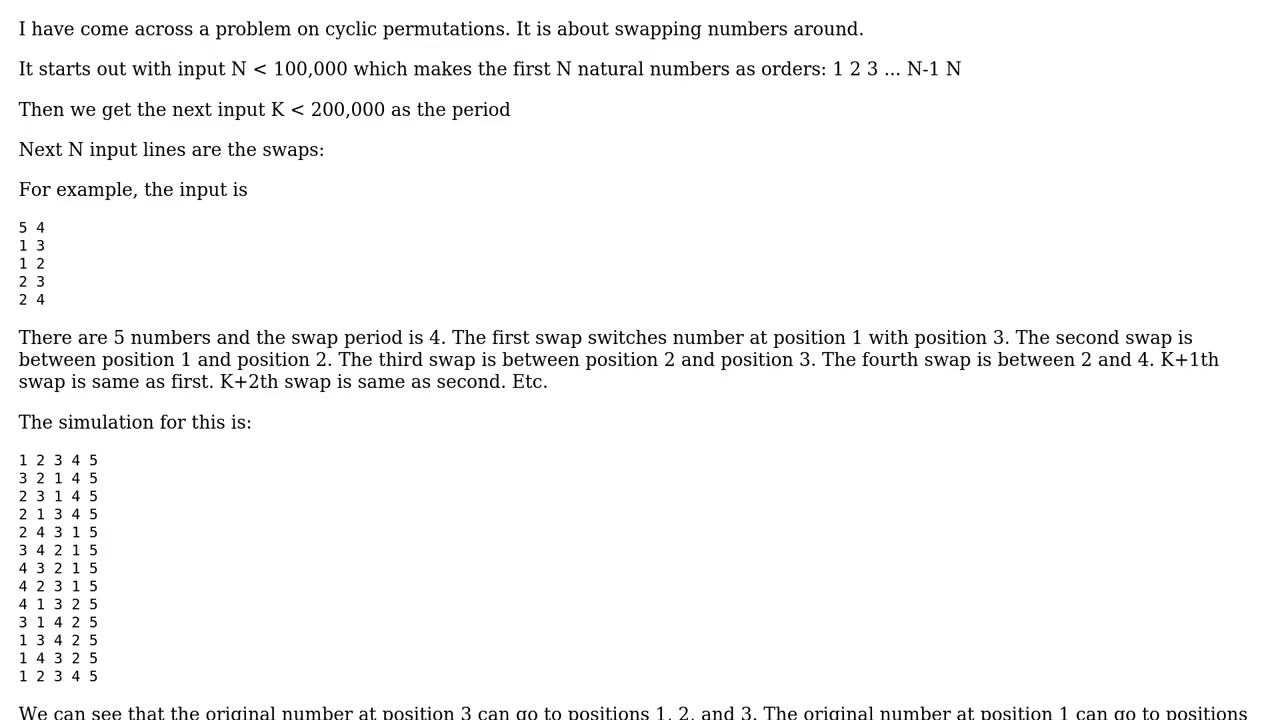 I have come across a problem on cyclic permutations. It is about swapping numbers around.
It starts out with input N < 100,000 which makes the first N natural numbers as orders: 1 2 3 ... N-1 N
Then we get the next input K < 200,000 as the period
Next N input lines are the swaps:
For example, the input is
5 4
1 3
1 2
2 3
2 4
There are 5 numbers and the swap period is 4. The first swap switches number at position 1 with position 3. The second swap is
between position 1 and position 2. The third swap is between position 2 and position 3. The fourth swap is between 2 and 4. K+1th
swap is same as first. K+2th swap is same as second. Etc.
The simulation for this is:
1 2 3 4 5
3 2 1 4 5
2 3 1 4 5
2 1 3 4 5
2 4 3 1 5
3 4 2 1 5
4 3 2 1 5
4 2 3 1 5
4 1 3 2 5
3 1 4 2 5
1 3 4 2 5
1 4 3 2 5
1 2 3 4 5
We can see that the original number at position 3 can go to positions 1, 2, and 3. The original number at position 1 can go to positions